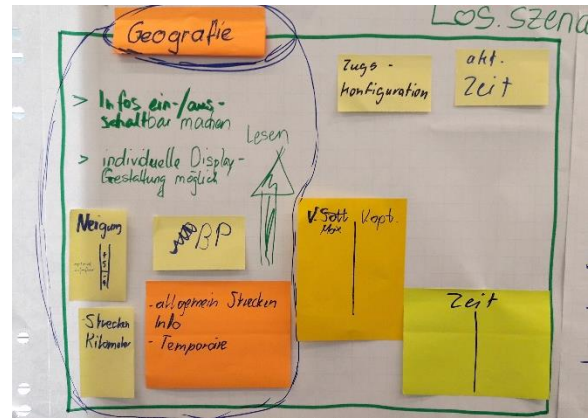 Los. Szena
Geografie
> Infos ein-/aus-
schaltbar machen
> individuelle Display-
Gestaltung möglich
Lesen
Zugs-
konfiguration
akt.
Zeit
Neigung
BP
Strecken
Kilometer
- allgemein Strecken
Info
- Temporäre
V. Soll
Max
V. opt.
Zeit